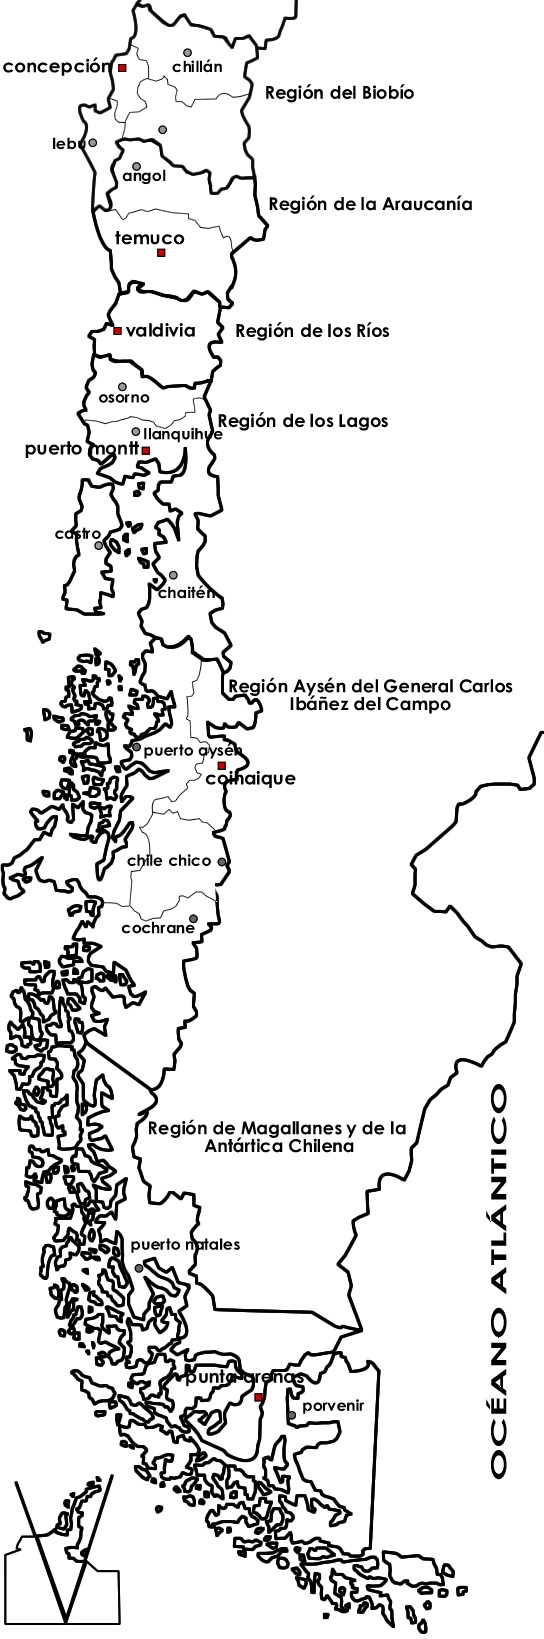 concepción
chillán
Región del Biobío
lebu
angol
Región de la Araucanía
temuco
valdivia
Región de los Ríos
osorno
Región de los Lagos
llanquihue
puerto montt
castro
chaitén
Región Aysén del General Carlos
Ibáñez del Campo
puerto aysén
coihaique
chile chico
cochrane
Región de Magallanes y de la
Antártica Chilena
OCÉANO ATLÁNTICO
puerto natales
punta arenas
porvenir